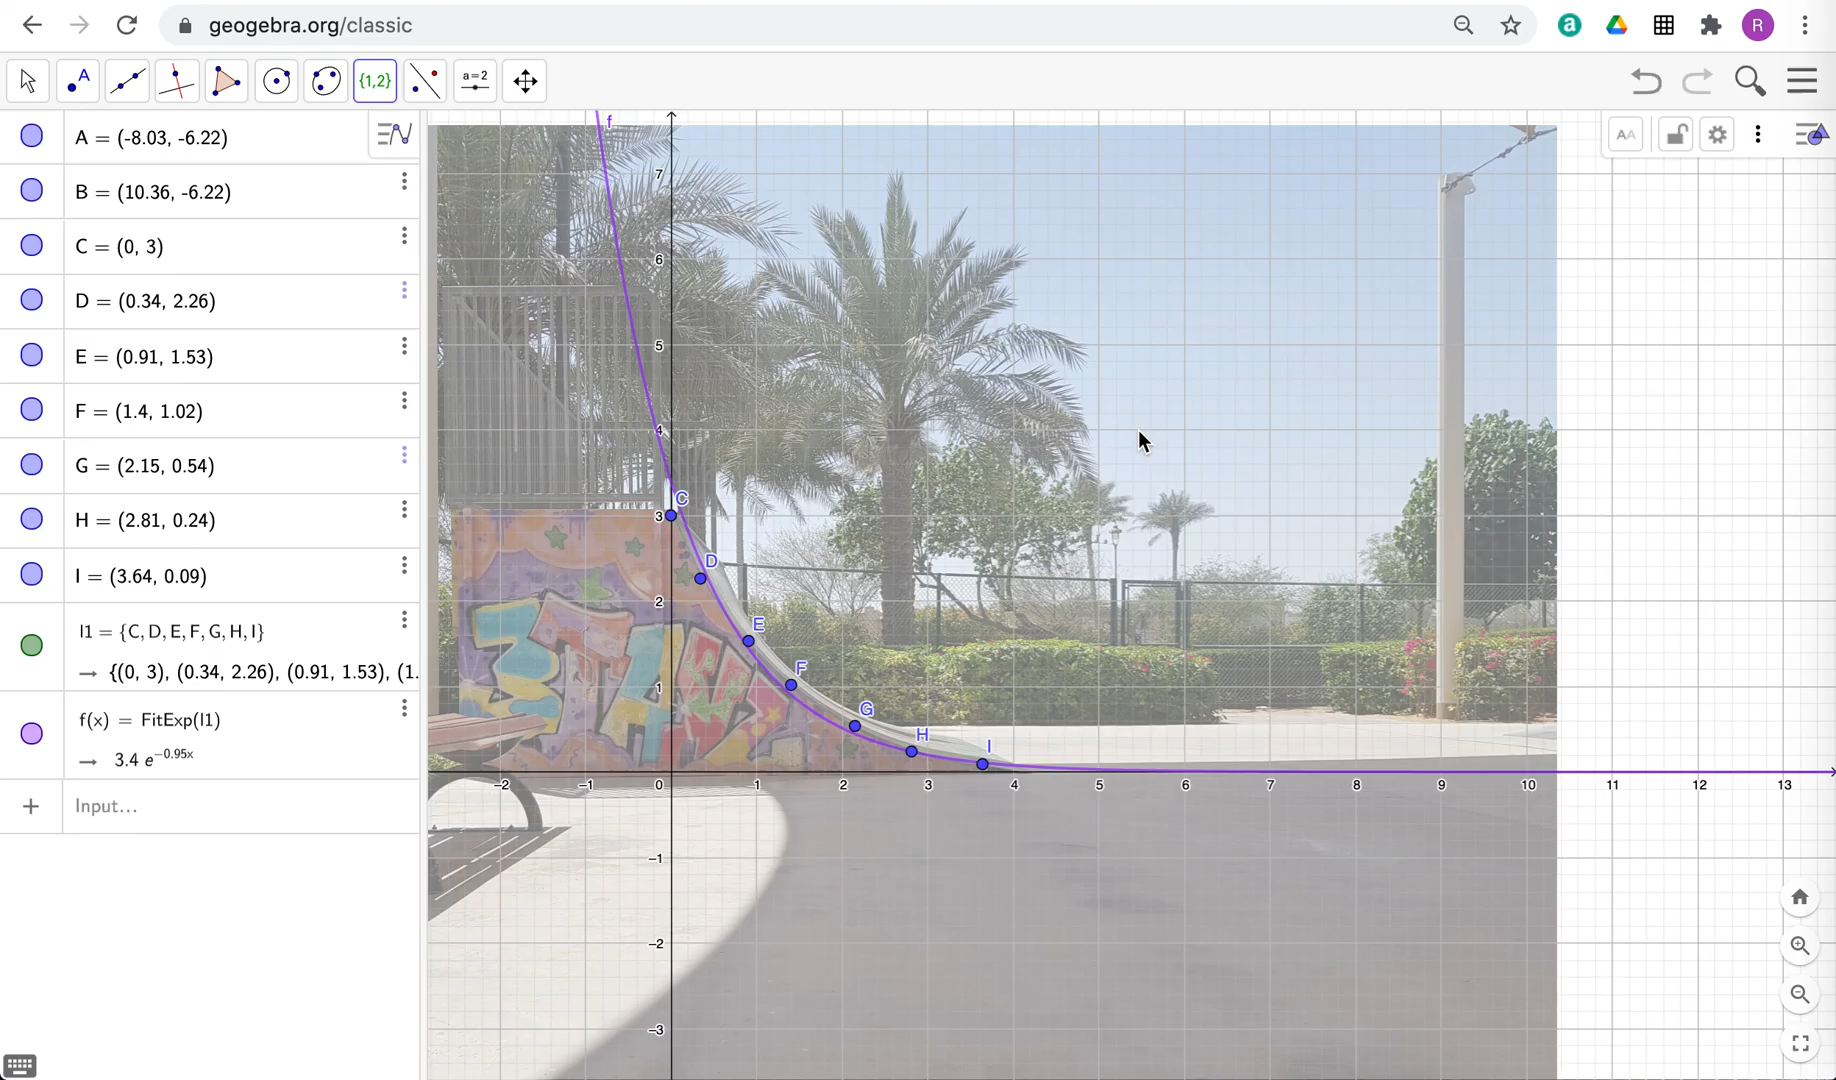 geogebra.org/classic
R
A
{1,2}
a=2
A = (-8.03, -6.22)
B = (10.36, -6.22)
C = (0, 3)
D = (0.34, 2.26)
E = (0.91, 1.53)
F = (1.4, 1.02)
G = (2.15, 0.54)
H = (2.81, 0.24)
I = (3.64, 0.09)
l1 = {C, D, E, F, G, H, I}
→ {(0, 3), (0.34, 2.26), (0.91, 1.53), (1.
f(x) = FitExp(l1)
→ 3.4 e^-0.95x
+ Input...
f
AA
7
6
5
4
3
2
1
C
D
E
F
G
H
I
-2 -1 0 1 2 3 4 5 6 7 8 9 10 11 12 13
-1
-2
-3